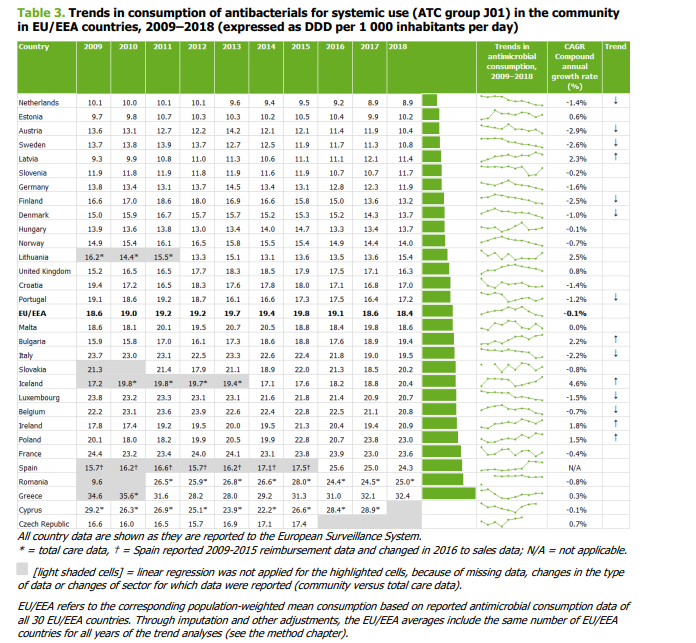 Table 3. Trends in consumption of antibacterials for systemic use (ATC group J01) in the community
in EU/EEA countries, 2009–2018 (expressed as DDD per 1 000 inhabitants per day)
Country 2009 2010 2011 2012 2013 2014 2015 2016 2017 2018 Trends in antimicrobial consumption, 2009–2018 CAGR Compound annual growth rate (%) Trend
Netherlands 10.1 10.0 10.1 10.1 9.6 9.4 9.5 9.2 8.9 8.9 -1.4% ↓
Estonia 9.7 9.8 10.7 10.3 10.3 10.2 10.5 10.4 9.9 10.2 0.6%
Austria 13.6 13.1 12.7 12.2 14.2 12.1 12.1 11.4 11.9 10.4 -2.9% ↓
Sweden 13.7 13.8 13.9 13.7 12.7 12.5 11.9 11.7 11.3 10.8 -2.6% ↓
Latvia 9.3 9.9 10.8 11.0 11.3 10.6 11.1 11.1 12.1 11.4 2.3% ↑
Slovenia 11.9 11.8 11.9 11.8 11.9 11.6 11.9 10.7 10.7 11.7 -0.2%
Germany 13.8 13.4 13.1 13.7 14.5 13.4 13.1 12.8 12.3 11.9 -1.6%
Finland 16.6 17.0 18.6 18.0 16.9 16.6 15.8 15.0 13.6 13.2 -2.5% ↓
Denmark 15.0 15.9 16.7 15.7 15.7 15.2 15.3 15.2 14.3 13.7 -1.0% ↓
Hungary 13.9 13.6 13.8 13.0 13.4 14.0 14.7 13.3 13.4 13.7 -0.1%
Norway 14.9 15.4 16.1 16.5 15.8 15.5 15.4 14.9 14.4 14.0 -0.7%
Lithuania 16.2* 14.4* 15.5* 13.3 15.1 13.1 13.6 13.5 13.6 15.4 2.5%
United Kingdom 15.2 16.5 16.5 17.7 18.3 18.5 17.9 17.5 17.1 16.3 0.8%
Croatia 19.4 17.2 16.5 18.3 17.6 17.8 18.0 17.1 16.8 17.0 -1.4%
Portugal 19.1 18.6 19.2 18.7 16.1 16.6 17.3 17.5 16.4 17.2 -1.2% ↓
EU/EEA 18.6 19.0 19.2 19.2 19.7 19.4 19.8 19.1 18.6 18.4 -0.1%
Malta 18.6 18.1 20.1 19.5 20.7 20.5 18.8 18.4 19.8 18.6 0.0%
Bulgaria 15.9 15.8 17.0 16.1 17.3 18.6 18.8 17.6 18.9 19.4 2.2% ↑
Italy 23.7 23.0 23.1 22.5 23.3 22.6 22.4 21.8 19.0 19.5 -2.2% ↓
Slovakia 21.3 21.4 17.9 21.1 18.9 22.0 21.3 18.5 20.2 -0.8%
Iceland 17.2 19.8* 19.8* 19.7* 19.4* 17.1 17.6 18.2 18.8 20.4 4.6% ↑
Luxembourg 23.8 23.2 23.3 23.1 23.1 21.6 21.8 21.4 20.9 20.7 -1.5% ↓
Belgium 22.2 23.1 23.6 23.9 22.6 22.4 22.8 22.5 21.1 20.8 -0.7% ↓
Ireland 17.8 17.4 19.2 19.5 20.0 19.5 21.3 20.4 19.4 20.9 1.8% ↑
Poland 20.1 18.0 18.2 19.9 20.5 19.9 22.8 20.7 23.8 23.0 1.5% ↑
France 24.4 23.2 23.4 24.0 24.1 23.1 23.8 23.9 23.0 23.6 -0.4%
Spain 15.7† 16.2† 16.6† 15.7† 16.2† 17.1† 17.5† 25.6 25.0 24.3 N/A
Romania 9.6 26.5* 25.9* 26.8* 26.6* 28.0* 24.4* 24.5* 25.0* -0.8%
Greece 34.6 35.6* 31.6 28.2 28.0 29.2 31.3 31.0 32.1 32.4 0.3%
Cyprus 29.2* 26.3* 26.9* 25.1* 23.9* 22.2* 26.6* 28.4* 28.9* -0.1%
Czech Republic 16.6 16.0 16.5 15.7 16.9 17.1 17.4 0.7%
All country data are shown as they are reported to the European Surveillance System.
* = total care data, † = Spain reported 2009-2015 reimbursement data and changed in 2016 to sales data; N/A = not applicable.
[light shaded cells] = linear regression was not applied for the highlighted cells, because of missing data, changes in the type
of data or changes of sector for which data were reported (community versus total care data).
EU/EEA refers to the corresponding population-weighted mean consumption based on reported antimicrobial consumption data of
all 30 EU/EEA countries. Through imputation and other adjustments, the EU/EEA averages include the same number of EU/EEA
countries for all years of the trend analyses (see the method chapter).